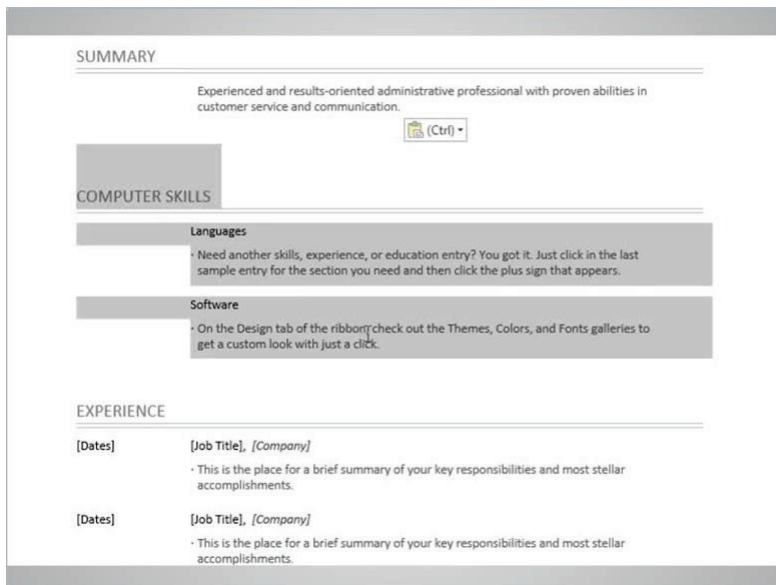 SUMMARY
Experienced and results-oriented administrative professional with proven abilities in
customer service and communication.
(Ctrl)
COMPUTER SKILLS
Languages
· Need another skills, experience, or education entry? You got it. Just click in the last
sample entry for the section you need and then click the plus sign that appears.
Software
· On the Design tab of the ribbon, check out the Themes, Colors, and Fonts galleries to
get a custom look with just a click.
EXPERIENCE
[Dates] [Job Title], [Company]
· This is the place for a brief summary of your key responsibilities and most stellar
accomplishments.
[Dates] [Job Title], [Company]
· This is the place for a brief summary of your key responsibilities and most stellar
accomplishments.